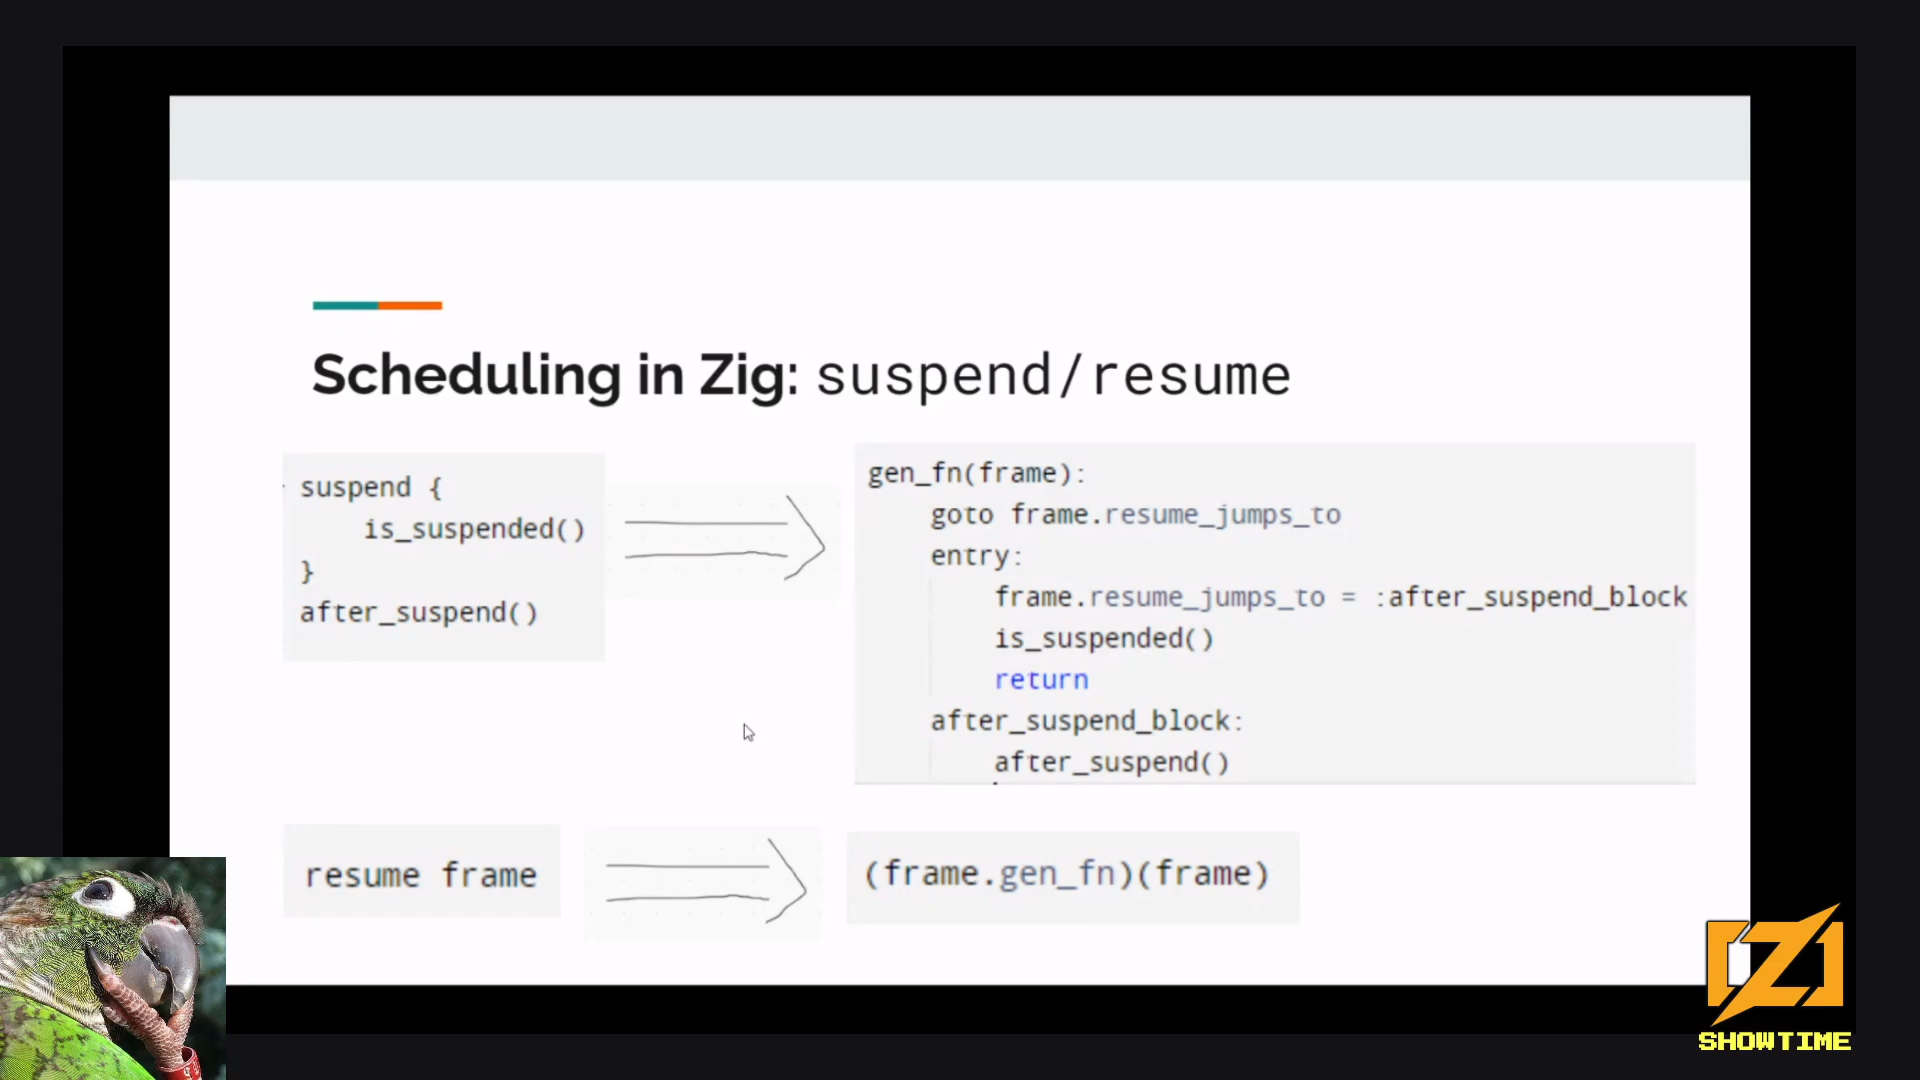 Scheduling in Zig: suspend/resume
suspend {
is_suspended()
}
after_suspend()
gen_fn(frame):
goto frame.resume_jumps_to
entry:
frame.resume_jumps_to = :after_suspend_block
is_suspended()
return
after_suspend_block:
after_suspend()
resume frame
(frame.gen_fn)(frame)
SHOWTIME